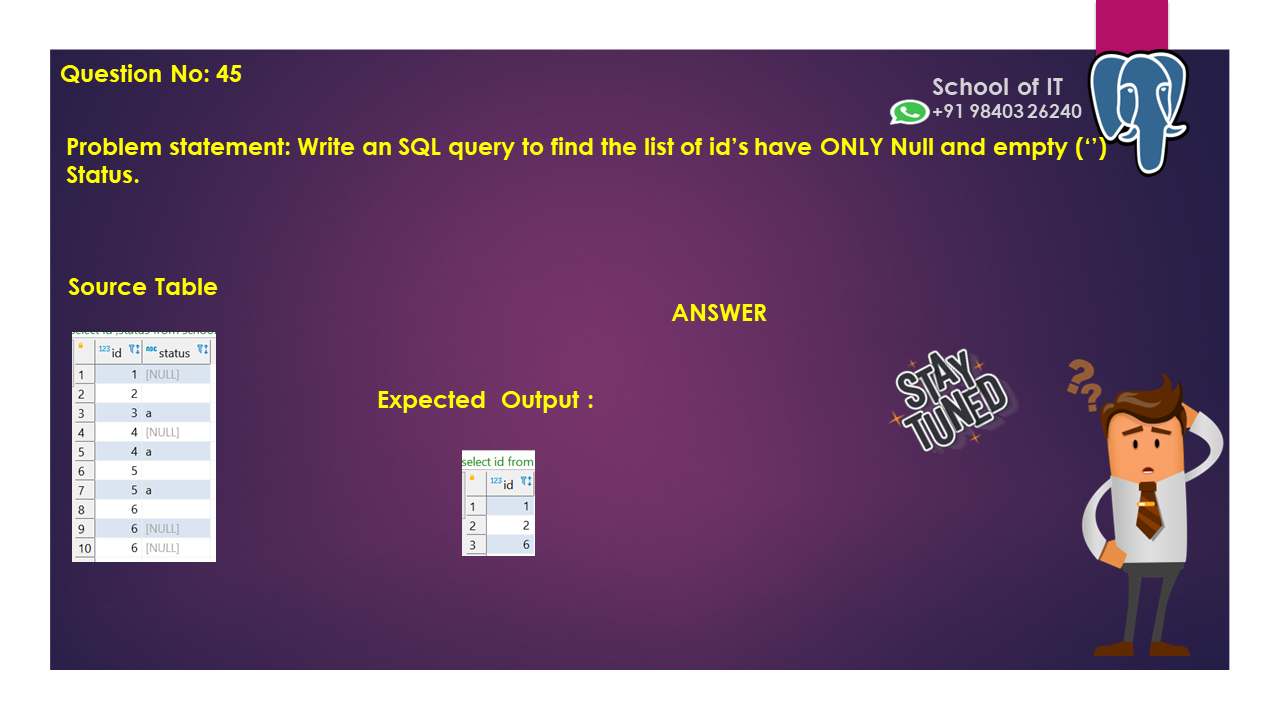 Question No: 45
School of IT
+91 98403 26240
Problem statement: Write an SQL query to find the list of id’s have ONLY Null and empty (‘’)
Status.
Source Table
ANSWER
select id ,status from school
123 id abc status
1 1 [NULL]
2 2
3 3 a
4 4 [NULL]
5 4 a
6 5
7 5 a
8 6
9 6 [NULL]
10 6 [NULL]
Expected Output :
select id from
123 id
1 1
2 2
3 6
STAY
TUNED
??
??